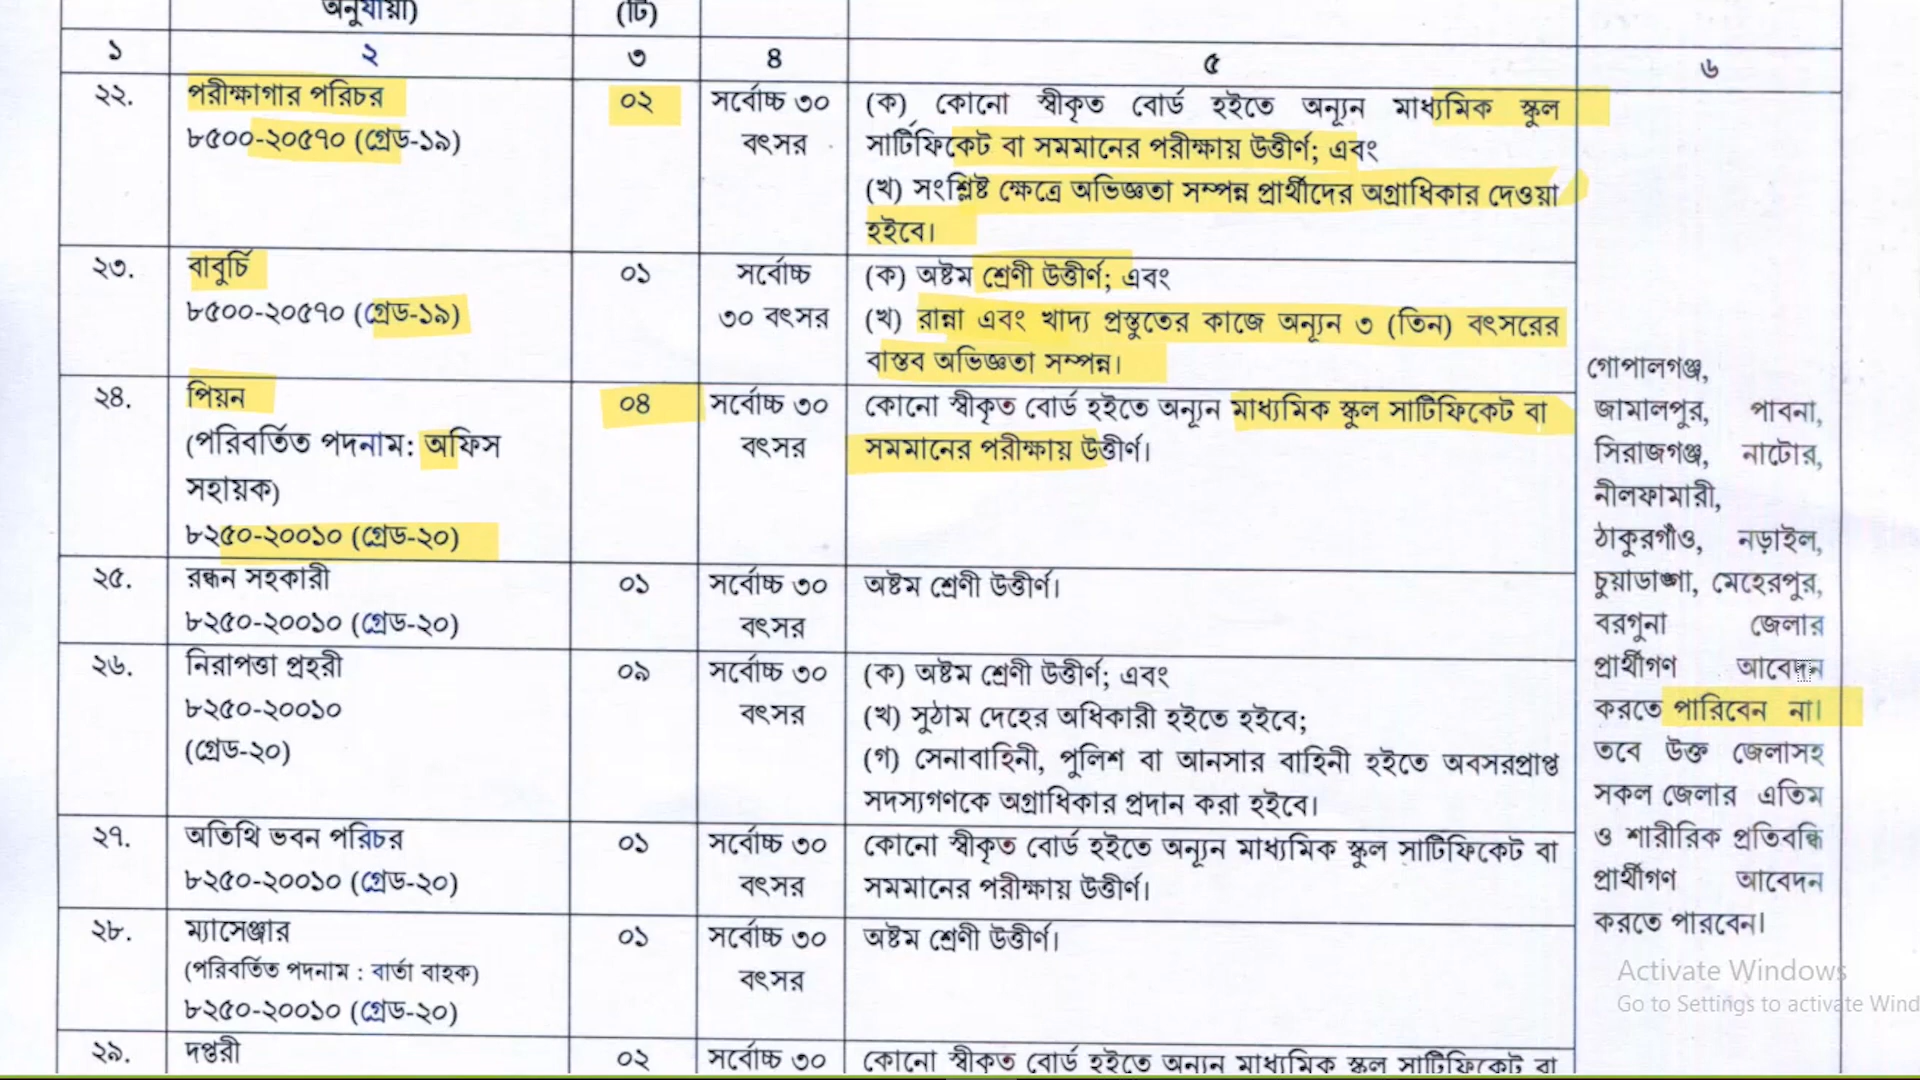 অনুযায়ী)
(টি)
১ ২ ৩ ৪ ৫ ৬
২২. পরীক্ষাগার পরিচর ০২ সর্বোচ্চ ৩০ (ক) কোনো স্বীকৃত বোর্ড হইতে অন্যূন মাধ্যমিক স্কুল
৮৫০০-২০৫৭০ (গ্রেড-১৯) বৎসর সার্টিফিকেট বা সমমানের পরীক্ষায় উত্তীর্ণ; এবং
(খ) সংশ্লিষ্ট ক্ষেত্রে অভিজ্ঞতা সম্পন্ন প্রার্থীদের অগ্রাধিকার দেওয়া
হইবে।
২৩. বাবুর্চি ০১ সর্বোচ্চ (ক) অষ্টম শ্রেণী উত্তীর্ণ; এবং
৮৫০০-২০৫৭০ (গ্রেড-১৯) ৩০ বৎসর (খ) রান্না এবং খাদ্য প্রস্তুতের কাজে অন্যূন ৩ (তিন) বৎসরের
বাস্তব অভিজ্ঞতা সম্পন্ন।
২৪. পিয়ন ০৪ সর্বোচ্চ ৩০ কোনো স্বীকৃত বোর্ড হইতে অন্যূন মাধ্যমিক স্কুল সার্টিফিকেট বা
(পরিবর্তিত পদনাম: অফিস বৎসর সমমানের পরীক্ষায় উত্তীর্ণ।
সহায়ক)
৮২৫০-২০০১০ (গ্রেড-২০)
২৫. রন্ধন সহকারী ০১ সর্বোচ্চ ৩০ অষ্টম শ্রেণী উত্তীর্ণ।
৮২৫০-২০০১০ (গ্রেড-২০) বৎসর
২৬. নিরাপত্তা প্রহরী ০৯ সর্বোচ্চ ৩০ (ক) অষ্টম শ্রেণী উত্তীর্ণ; এবং
৮২৫০-২০০১০ বৎসর (খ) সুঠাম দেহের অধিকারী হইতে হইবে;
(গ্রেড-২০) (গ) সেনাবাহিনী, পুলিশ বা আনসার বাহিনী হইতে অবসরপ্রাপ্ত
সদস্যগণকে অগ্রাধিকার প্রদান করা হইবে।
২৭. অতিথি ভবন পরিচর ০১ সর্বোচ্চ ৩০ কোনো স্বীকৃত বোর্ড হইতে অন্যূন মাধ্যমিক স্কুল সার্টিফিকেট বা
৮২৫০-২০০১০ (গ্রেড-২০) বৎসর সমমানের পরীক্ষায় উত্তীর্ণ।
২৮. ম্যাসেঞ্জার ০১ সর্বোচ্চ ৩০ অষ্টম শ্রেণী উত্তীর্ণ।
(পরিবর্তিত পদনাম : বার্তা বাহক) বৎসর
৮২৫০-২০০১০ (গ্রেড-২০)
২৯. দপ্তরী ০২ সর্বোচ্চ ৩০ কোনো স্বীকৃত বোর্ড হইতে অন্যূন মাধ্যমিক স্কুল সার্টিফিকেট বা
গোপালগঞ্জ,
জামালপুর, পাবনা,
সিরাজগঞ্জ, নাটোর,
নীলফামারী,
ঠাকুরগাঁও, নড়াইল,
চুয়াডাঙ্গা, মেহেরপুর,
বরগুনা জেলার
প্রার্থীগণ আবেদন
করতে পারিবেন না।
তবে উক্ত জেলাসহ
সকল জেলার এতিম
ও শারীরিক প্রতিবন্ধি
প্রার্থীগণ আবেদন
করতে পারবেন।
Activate Windows
Go to Settings to activate Wind